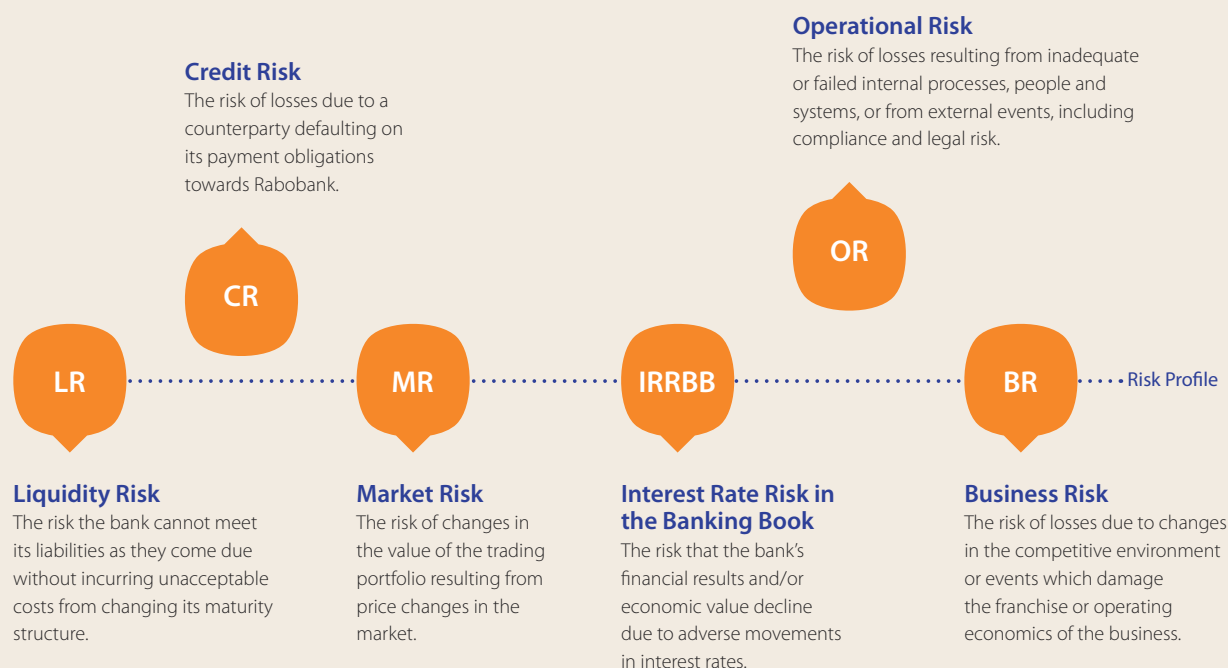 Operational Risk
The risk of losses resulting from inadequate
or failed internal processes, people and
systems, or from external events, including
compliance and legal risk.
Credit Risk
The risk of losses due to a
counterparty defaulting on
its payment obligations
towards Rabobank.
OR
CR
LR
MR
IRRBB
BR
Risk Profile
Liquidity Risk
The risk the bank cannot meet
its liabilities as they come due
without incurring unacceptable
costs from changing its maturity
structure.
Market Risk
The risk of changes in
the value of the trading
portfolio resulting from
price changes in the
market.
Interest Rate Risk in
the Banking Book
The risk that the bank’s
financial results and/or
economic value decline
due to adverse movements
in interest rates.
Business Risk
The risk of losses due to changes
in the competitive environment
or events which damage
the franchise or operating
economics of the business.